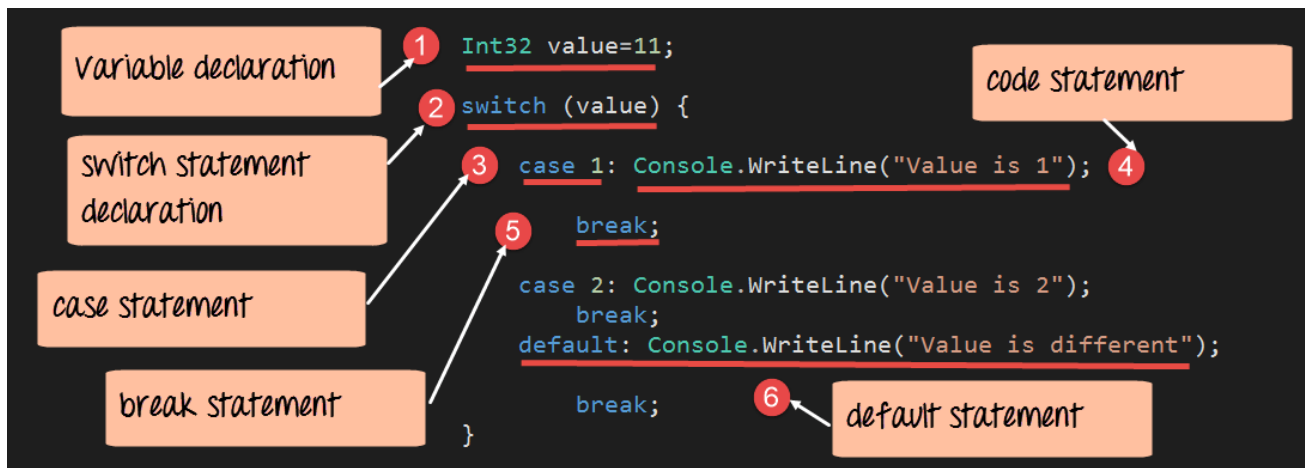 Variable declaration
1
Int32 value=11;
code statement
2
switch (value) {
switch statement
declaration
3
case 1: Console.WriteLine("Value is 1");
4
5
break;
case statement
case 2: Console.WriteLine("Value is 2");
break;
default: Console.WriteLine("Value is different");
break statement
break;
6
default statement
}